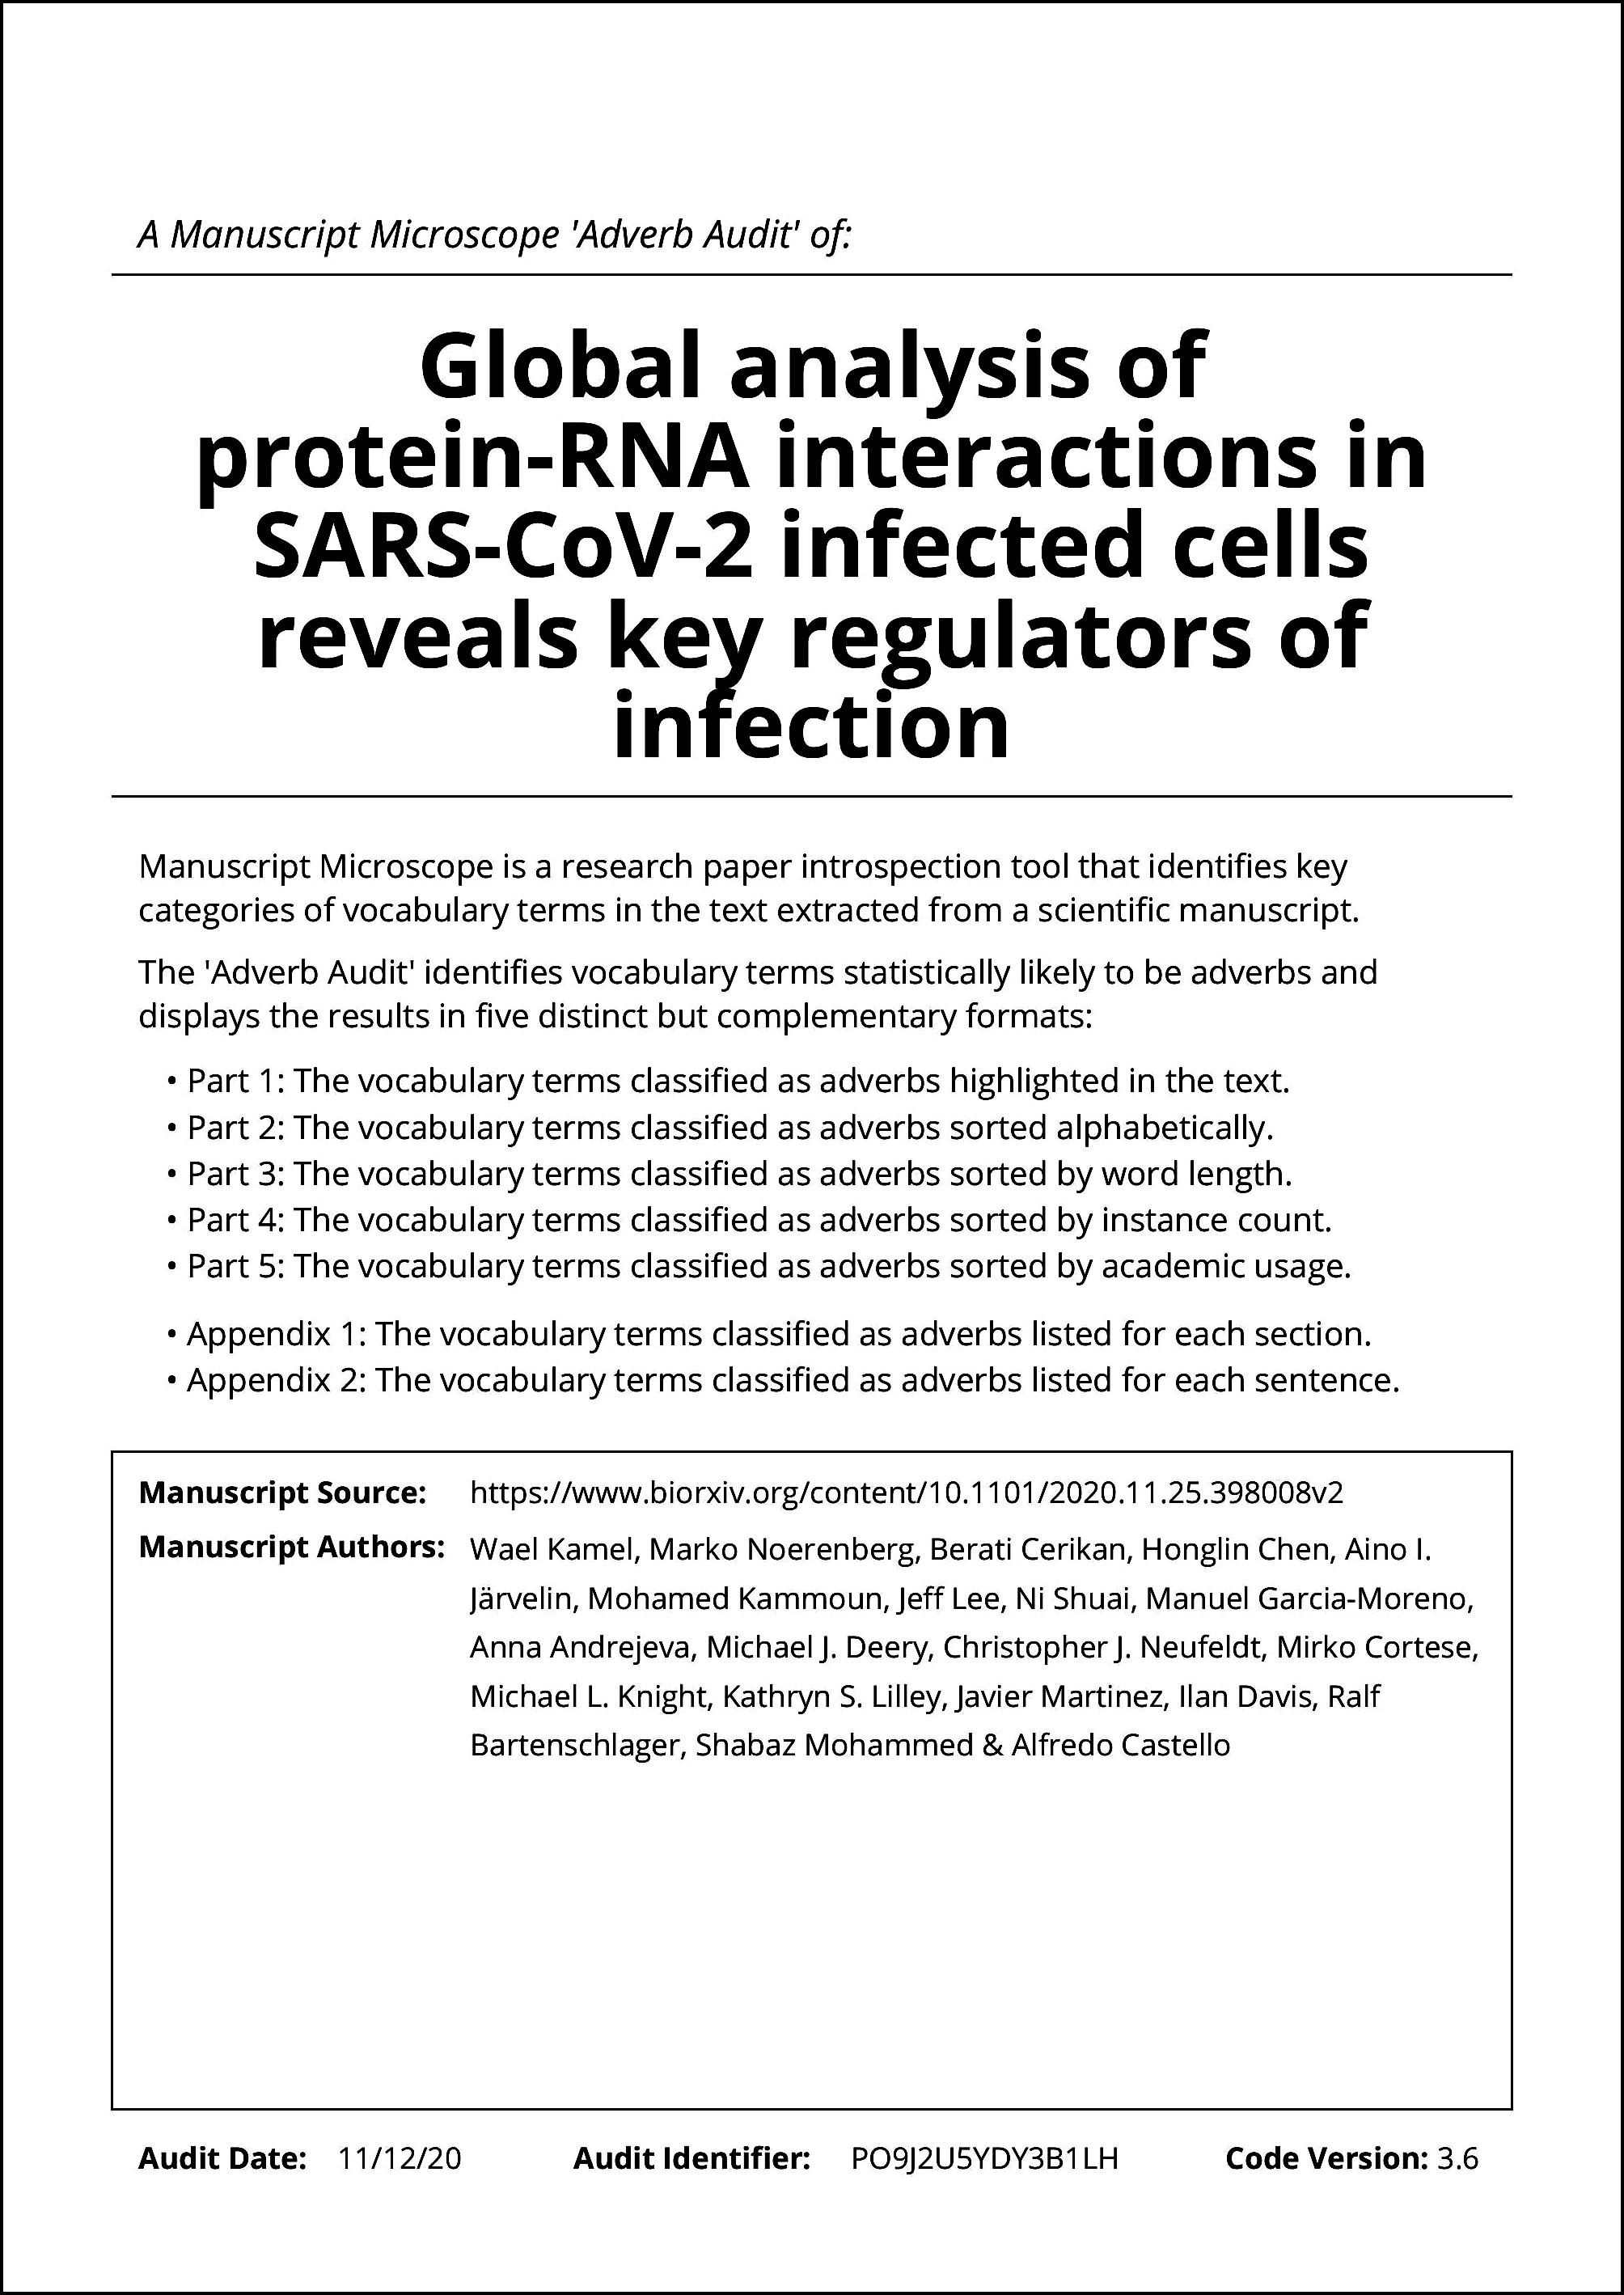 A Manuscript Microscope 'Adverb Audit' of:
Global analysis of
protein-RNA interactions in
SARS-CoV-2 infected cells
reveals key regulators of
infection
Manuscript Microscope is a research paper introspection tool that identifies key
categories of vocabulary terms in the text extracted from a scientific manuscript.
The 'Adverb Audit' identifies vocabulary terms statistically likely to be adverbs and
displays the results in five distinct but complementary formats:
• Part 1: The vocabulary terms classified as adverbs highlighted in the text.
• Part 2: The vocabulary terms classified as adverbs sorted alphabetically.
• Part 3: The vocabulary terms classified as adverbs sorted by word length.
• Part 4: The vocabulary terms classified as adverbs sorted by instance count.
• Part 5: The vocabulary terms classified as adverbs sorted by academic usage.
• Appendix 1: The vocabulary terms classified as adverbs listed for each section.
• Appendix 2: The vocabulary terms classified as adverbs listed for each sentence.
Manuscript Source: https://www.biorxiv.org/content/10.1101/2020.11.25.398008v2
Manuscript Authors: Wael Kamel, Marko Noerenberg, Berati Cerikan, Honglin Chen, Aino I.
Järvelin, Mohamed Kammoun, Jeff Lee, Ni Shuai, Manuel Garcia-Moreno,
Anna Andrejeva, Michael J. Deery, Christopher J. Neufeldt, Mirko Cortese,
Michael L. Knight, Kathryn S. Lilley, Javier Martinez, Ilan Davis, Ralf
Bartenschlager, Shabaz Mohammed & Alfredo Castello
Audit Date: 11/12/20 Audit Identifier: PO9J2U5YDY3B1LH Code Version: 3.6